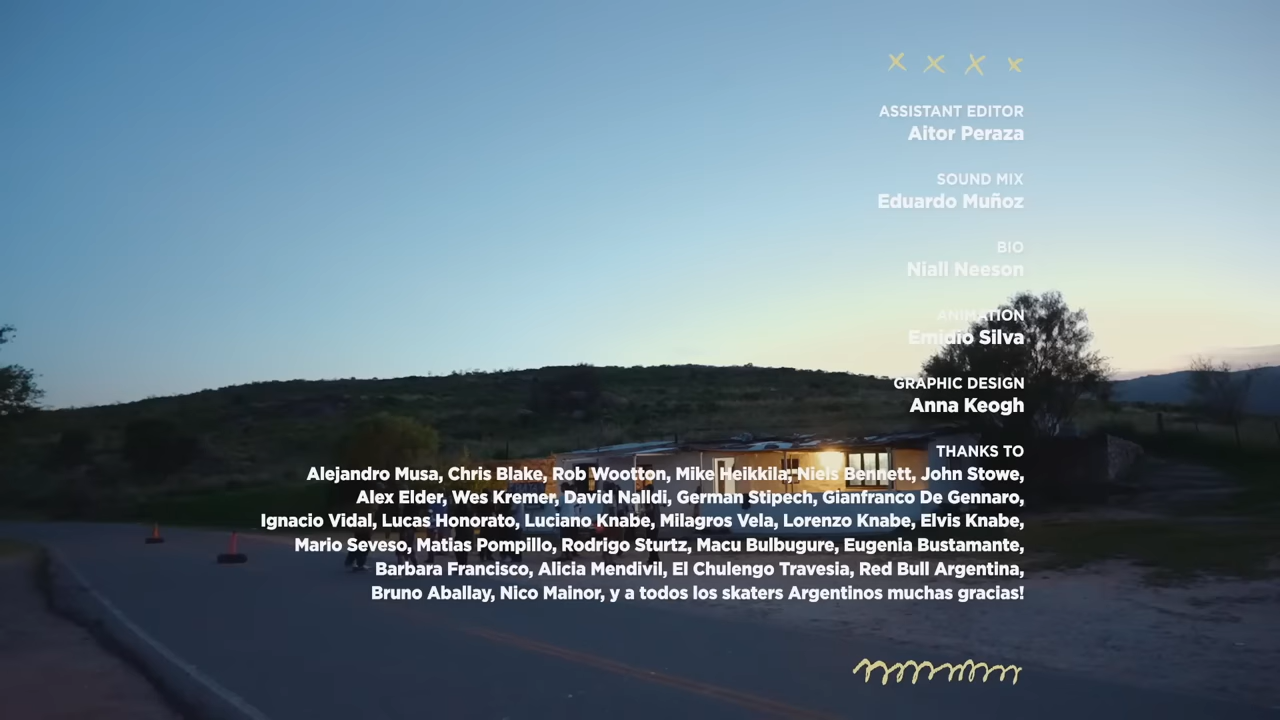 ASSISTANT EDITOR
Aitor Peraza
SOUND MIX
Eduardo Muñoz
BIO
Niall Neeson
ANIMATION
Emidio Silva
GRAPHIC DESIGN
Anna Keogh
THANKS TO
Alejandro Musa, Chris Blake, Rob Wootton, Mike Heikkila, Niels Bennett, John Stowe,
Alex Elder, Wes Kremer, David Nalldi, German Stipech, Gianfranco De Gennaro,
Ignacio Vidal, Lucas Honorato, Luciano Knabe, Milagros Vela, Lorenzo Knabe, Elvis Knabe,
Mario Seveso, Matias Pompillo, Rodrigo Sturtz, Macu Bulbugure, Eugenia Bustamante,
Barbara Francisco, Alicia Mendivil, El Chulengo Travesia, Red Bull Argentina,
Bruno Aballay, Nico Mainor, y a todos los skaters Argentinos muchas gracias!